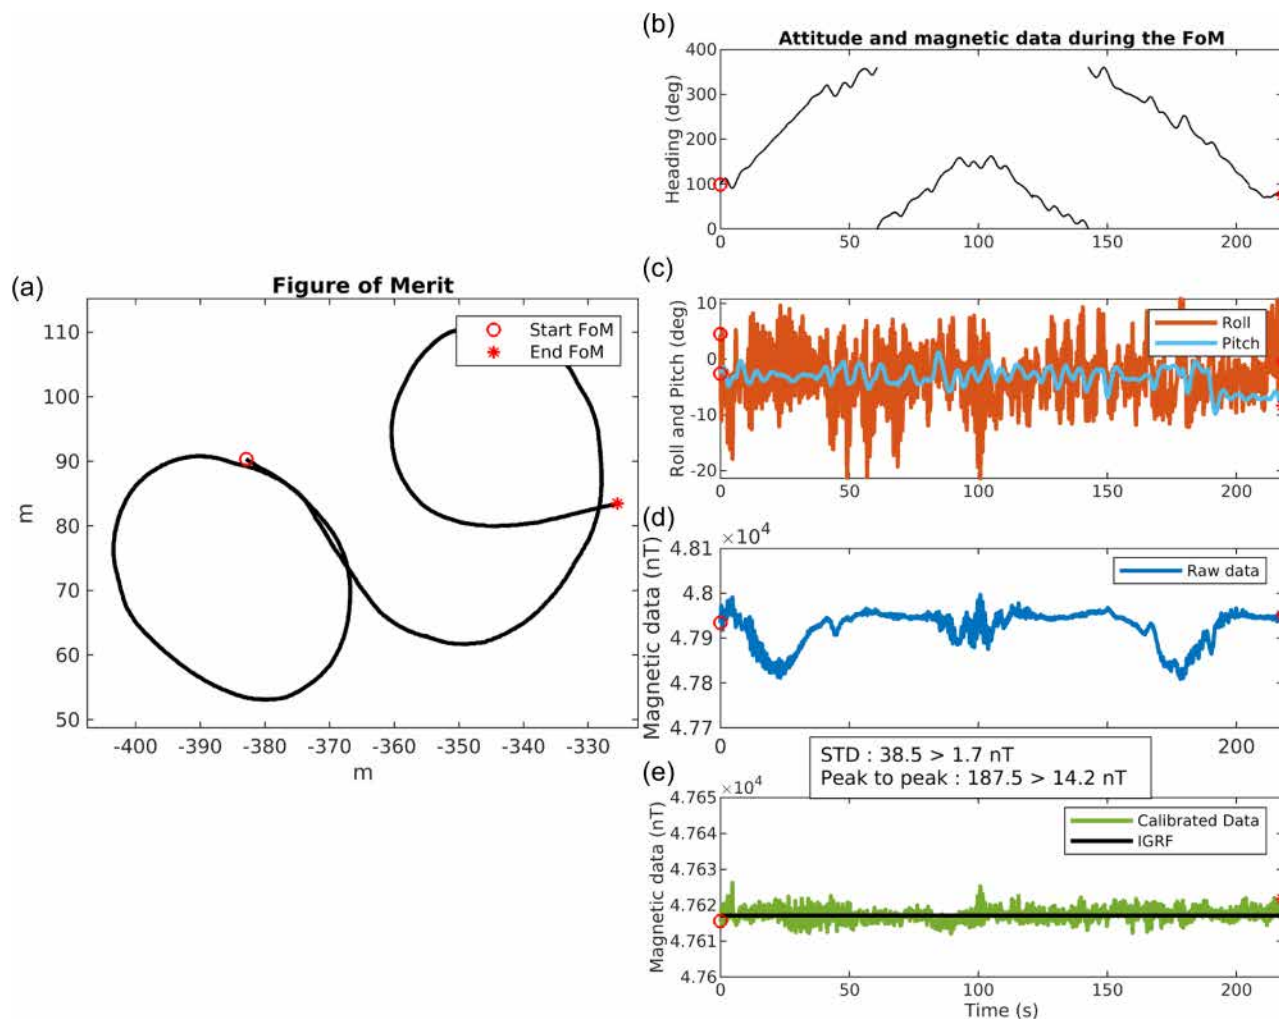 (a)
Figure of Merit
Start FoM
End FoM
110
100
90
80
70
60
50
m
-400 -390 -380 -370 -360 -350 -340 -330
m
(b)
Attitude and magnetic data during the FoM
400
300
200
100
0
Heading (deg)
0 50 100 150 200
(c)
10
0
-10
-20
Roll and Pitch (deg)
Roll
Pitch
0 50 100 150 200
(d)
×10⁴
4.81
4.8
4.79
4.78
4.77
Magnetic data (nT)
Raw data
0 200
STD : 38.5 > 1.7 nT
Peak to peak : 187.5 > 14.2 nT
(e)
×10⁴
4.765
4.764
4.763
4.762
4.761
4.76
Magnetic data (nT)
Calibrated Data
IGRF
0 50 100 150 200
Time (s)